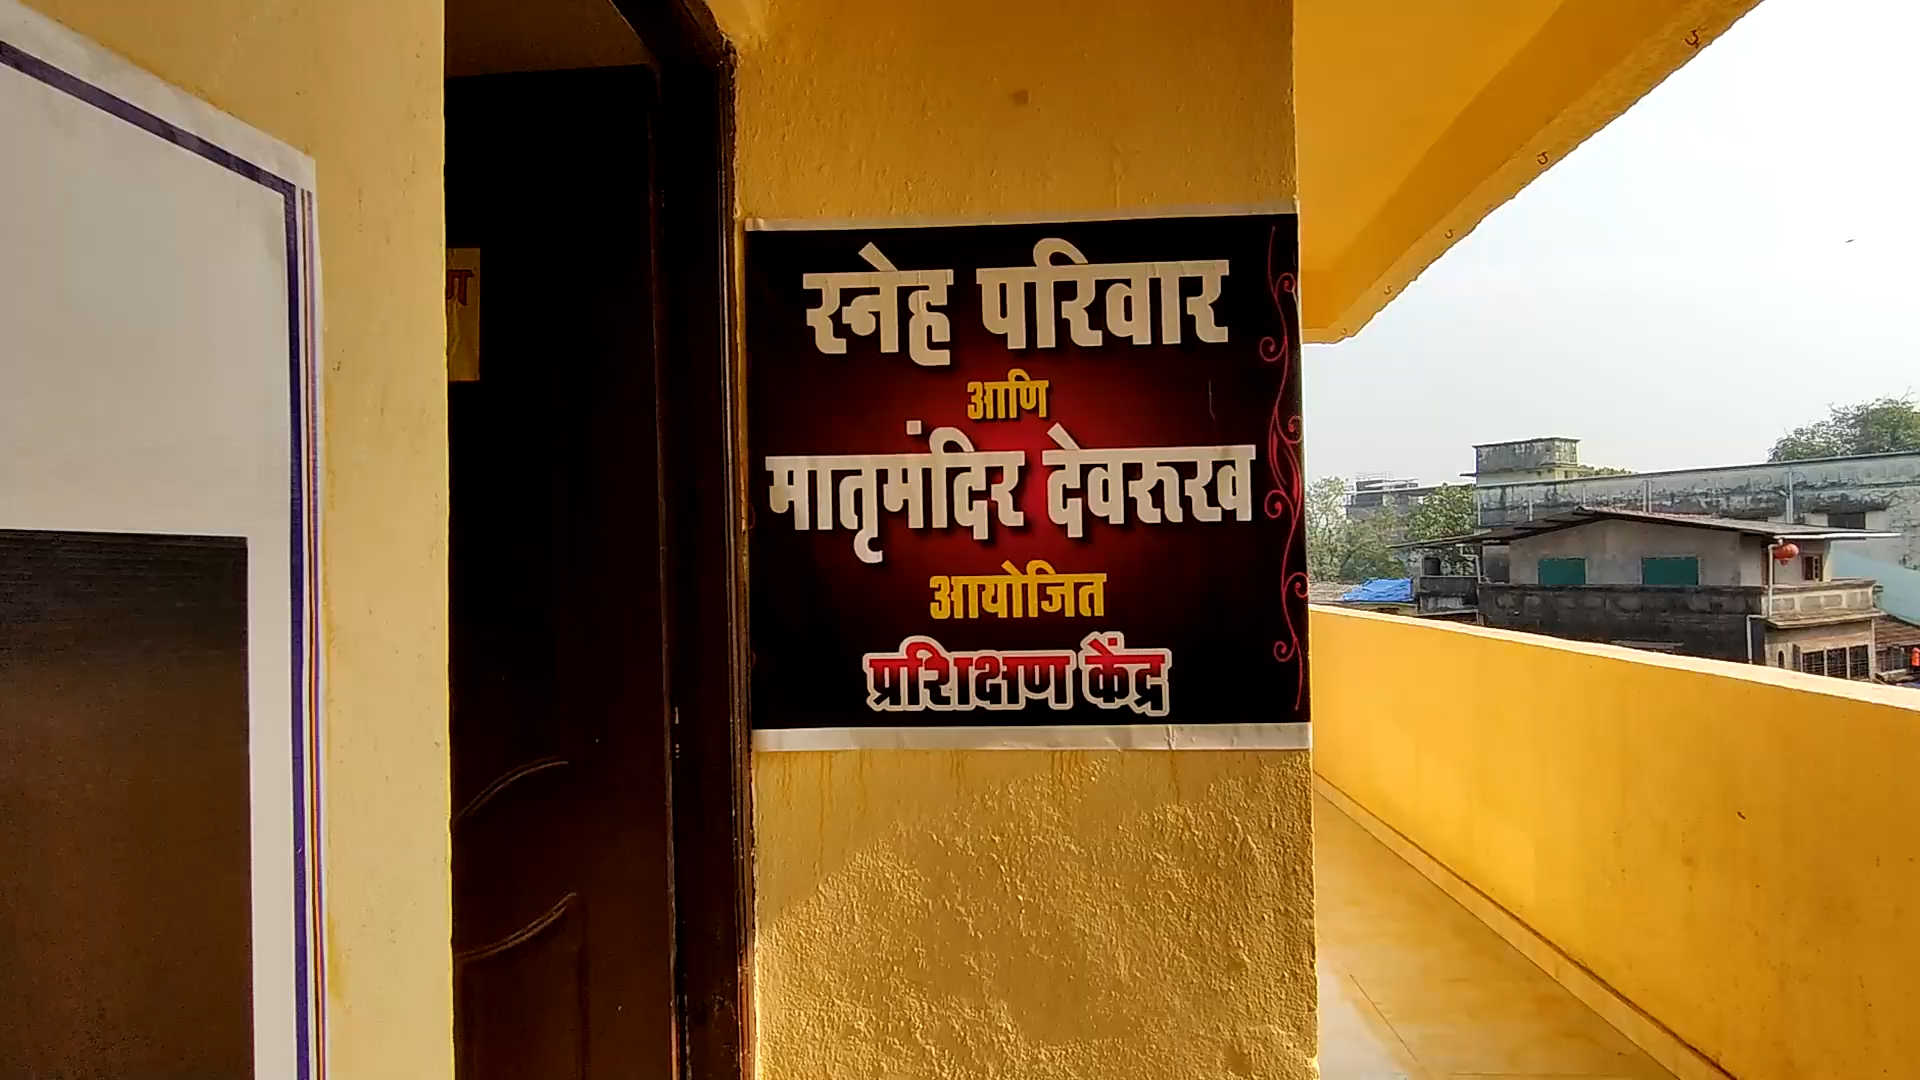 स्नेह परिवार
आणि
मातृमंदिर देवरुख
आयोजित
प्रशिक्षण केंद्र